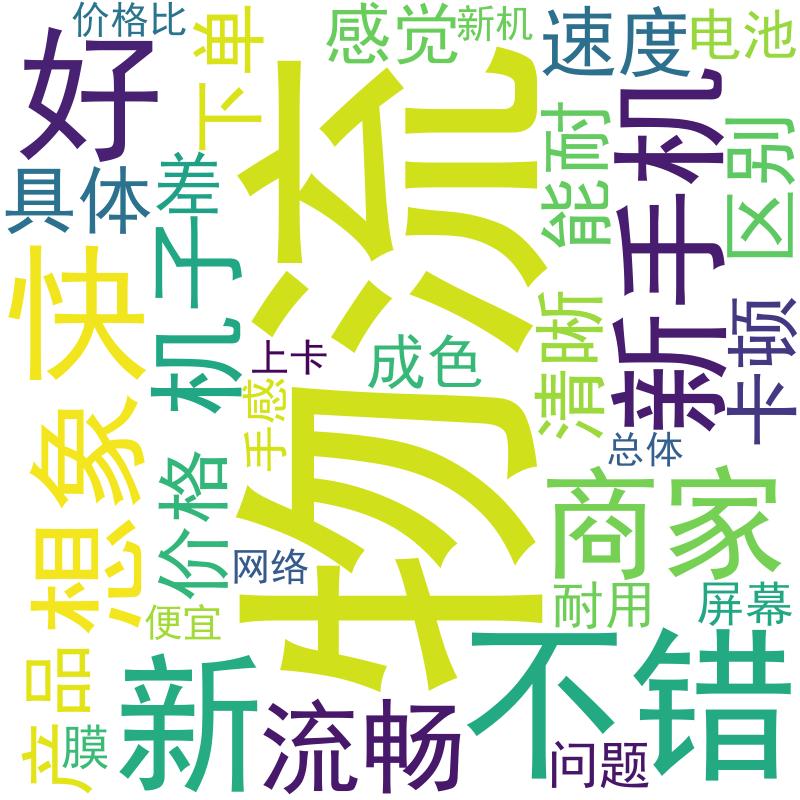 价格比
好
下单
感觉
新机
速度
电池
物流
新手机
能耐
区别
具体
差
快
机子
卡顿
清晰
上卡
成色
手感
想象
价格
总体
商家
网络
耐用
屏幕
便宜
产品
膜
新
流畅
不错
问题